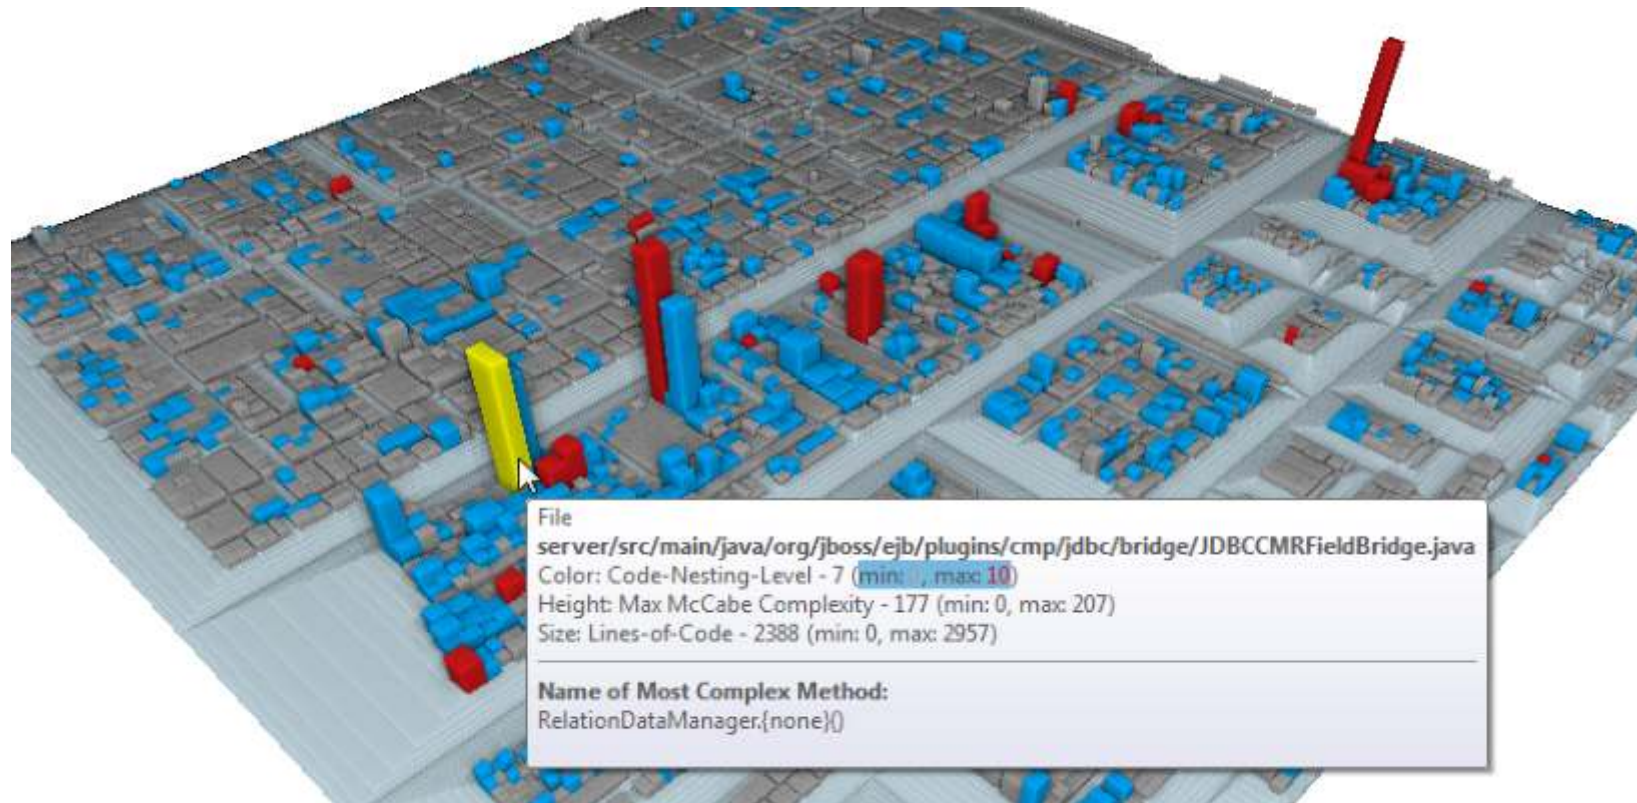 File
server/src/main/java/org/jboss/ejb/plugins/cmp/jdbc/bridge/JDBCCMRFieldBridge.java
Color: Code-Nesting-Level - 7 (min: , max: 10)
Height: Max McCabe Complexity - 177 (min: 0, max: 207)
Size: Lines-of-Code - 2388 (min: 0, max: 2957)
Name of Most Complex Method:
RelationDataManager.{none}()